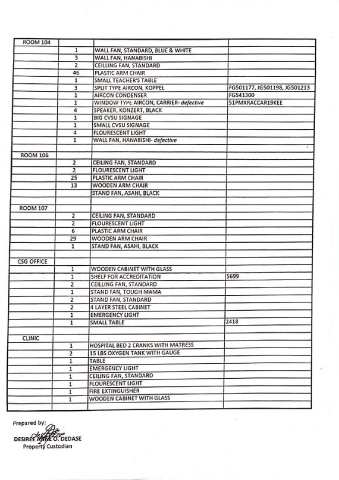 ROOM 104
1 WALL FAN, STANDARD, BLUE & WHITE
3 WALL FAN, HANABISHI
2 CEILLING FAN, STANDARD
46 PLASTIC ARM CHAIR
1 SMALL TEACHER'S TABLE
3 SPLIT TYPE AIRCON, KOPPEL FG501177, JG501198, JG501213
1 AIRCON CONDENSER FG541300
1 WINDOW TYPE AIRCON, CARRIER- defective 51PMXRACCAR19KEE
4 SPEAKER, KONZERT, BLACK
1 BIG CVSU SIGNAGE
1 SMALL CVSU SIGNAGE
4 FLOURESCENT LIGHT
1 WALL FAN, HANABISHI- defective
ROOM 106
2 CEILING FAN, STANDARD
2 FLOURESCENT LIGHT
25 PLASTIC ARM CHAIR
13 WOODEN ARM CHAIR
STAND FAN, ASAHI, BLACK
ROOM 107
2 CEILING FAN, STANDARD
2 FLOURESCENT LIGHT
6 PLASTIC ARM CHAIR
29 WOODEN ARM CHAIR
1 STAND FAN, ASAHI, BLACK
CSG OFFICE
1 WOODEN CABINET WITH GLASS
1 SHELF FOR ACCREDITATION 5699
2 CEILLING FAN, STANDARD
1 STAND FAN, TOUGH MAMA
2 STAND FAN, STANDARD
2 4 LAYER STEEL CABINET
1 EMERGENCY LIGHT
1 SMALL TABLE 2418
CLINIC
1 HOSPITAL BED 2 CRANKS WITH MATRESS
2 15 LBS OXYGEN TANK WITH GAUGE
1 TABLE
1 EMERGENCY LIGHT
1 CEILING FAN, STANDARD
1 FLOURESCENT LIGHT
1 FIRE EXTINGUISHER
1 WOODEN CABINET WITH GLASS
Prepared by:
DESIREE O. DEDASE
Property Custodian